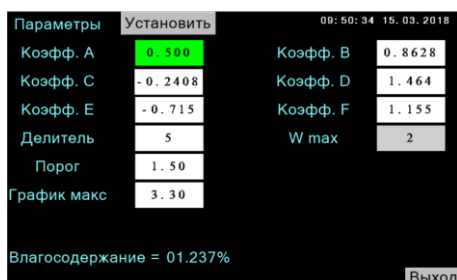 Параметры Установить 09:50:34 15.03.2018
Коэфф. A 0.500 Коэфф. B 0.8628
Коэфф. C -0.2408 Коэфф. D 1.464
Коэфф. E -0.715 Коэфф. F 1.155
Делитель 5 W max 2
Порог 1.50
График макс 3.30
Влагосодержание = 01.237%
Выход